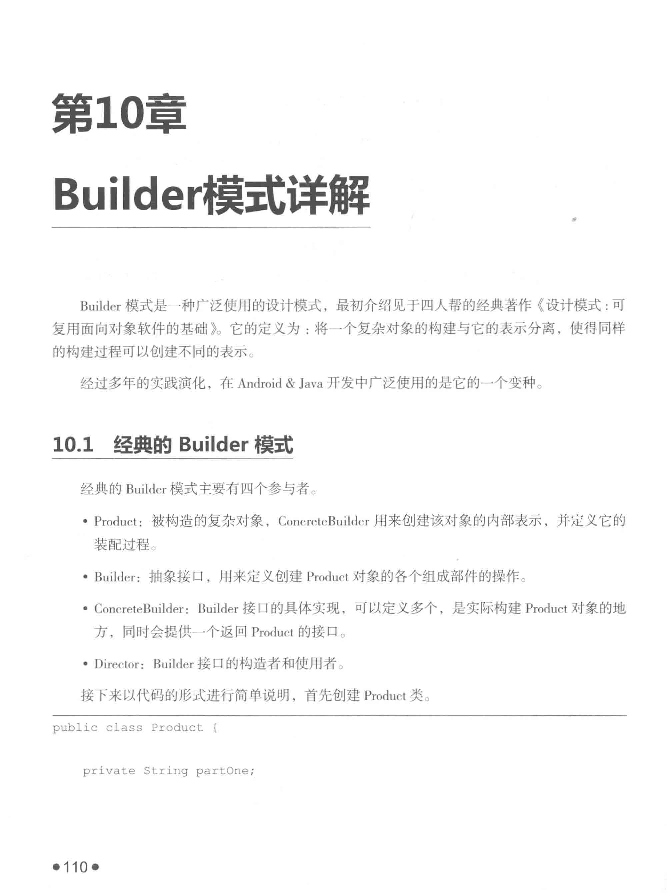 第10章
Builder模式详解
Builder 模式是一种广泛使用的设计模式，最初介绍见于四人帮的经典著作《设计模式：可
复用面向对象软件的基础》。它的定义为：将一个复杂对象的构建与它的表示分离，使得同样
的构建过程可以创建不同的表示。
经过多年的实践演化，在 Android & Java 开发中广泛使用的是它的一个变种。
10.1 经典的 Builder 模式
经典的 Builder 模式主要有四个参与者。
• Product：被构造的复杂对象，ConcreteBuilder 用来创建该对象的内部表示，并定义它的
装配过程。
• Builder：抽象接口，用来定义创建 Product 对象的各个组成部件的操作。
• ConcreteBuilder：Builder 接口的具体实现，可以定义多个，是实际构建 Product 对象的地
方，同时会提供一个返回 Product 的接口。
• Director：Builder 接口的构造者和使用者。
接下来以代码的形式进行简单说明，首先创建 Product 类。
public class Product {
private String partOne;
●110●